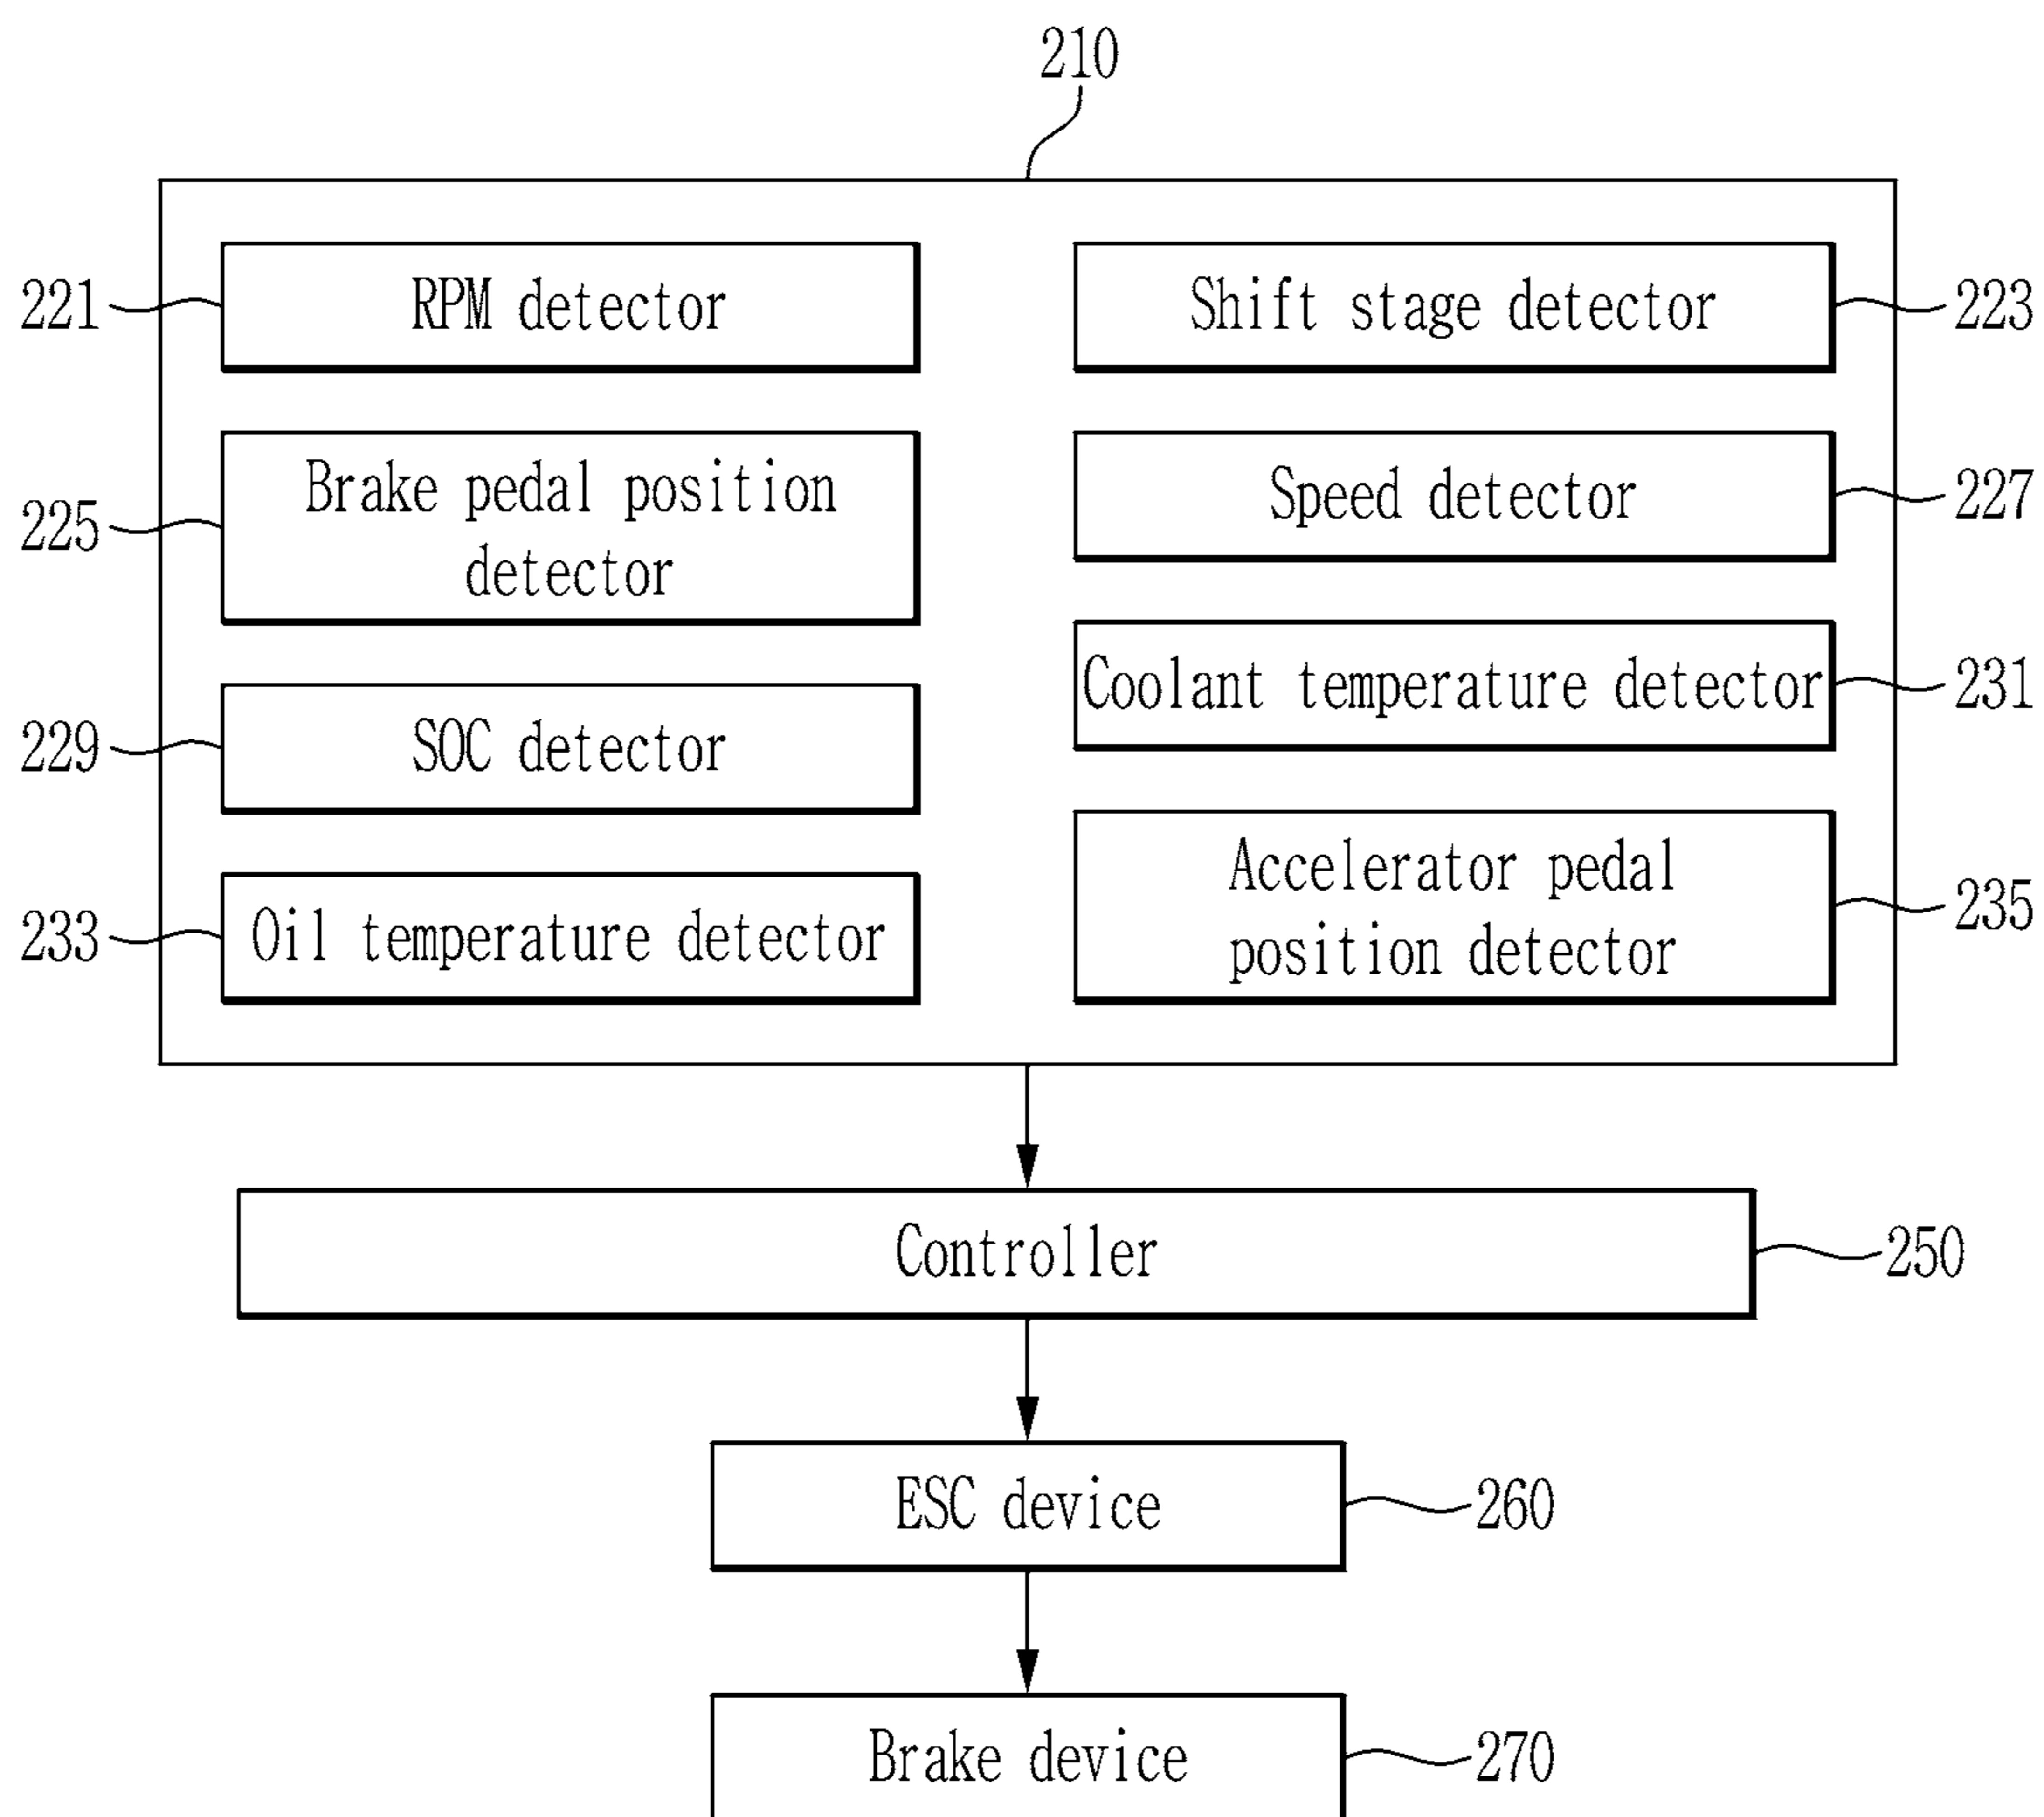 210
221
RPM detector
Shift stage detector
223
225
Brake pedal position
detector
Speed detector
227
229
SOC detector
Coolant temperature detector
231
233
Oil temperature detector
Accelerator pedal
position detector
235
Controller
250
ESC device
260
Brake device
270